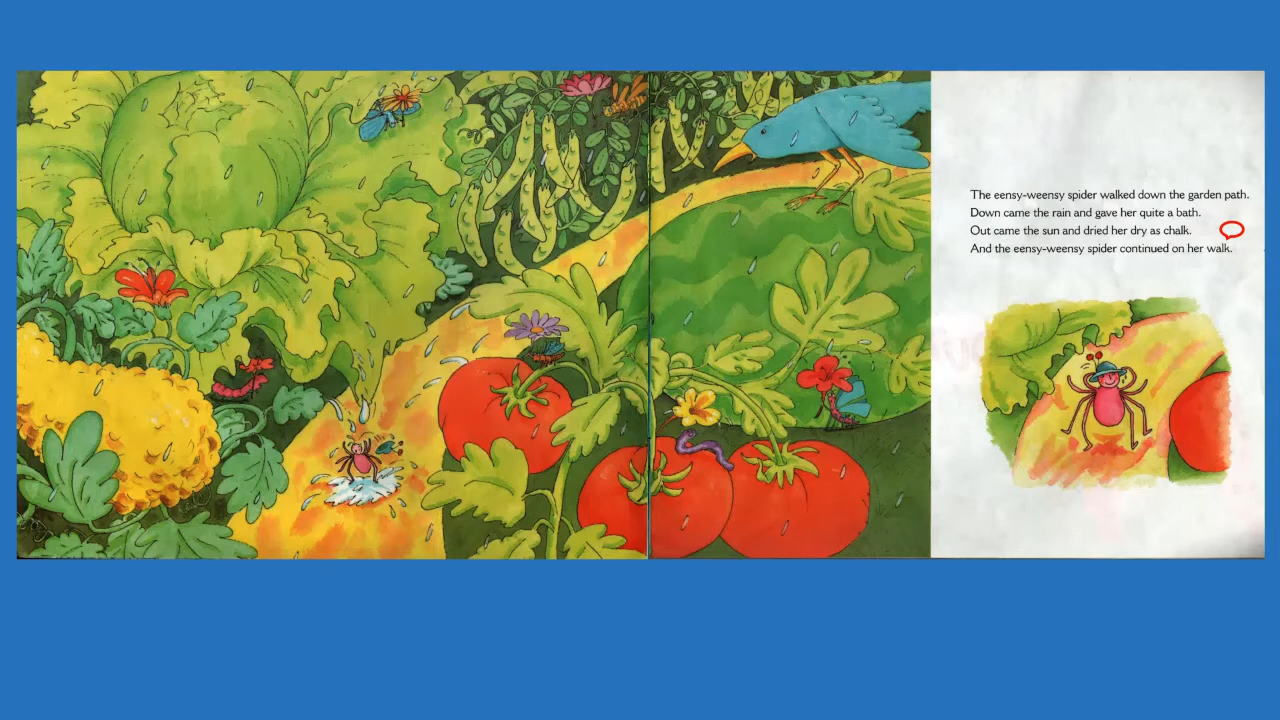 The eensy-weensy spider walked down the garden path.
Down came the rain and gave her quite a bath.
Out came the sun and dried her dry as chalk.
And the eensy-weensy spider continued on her walk.